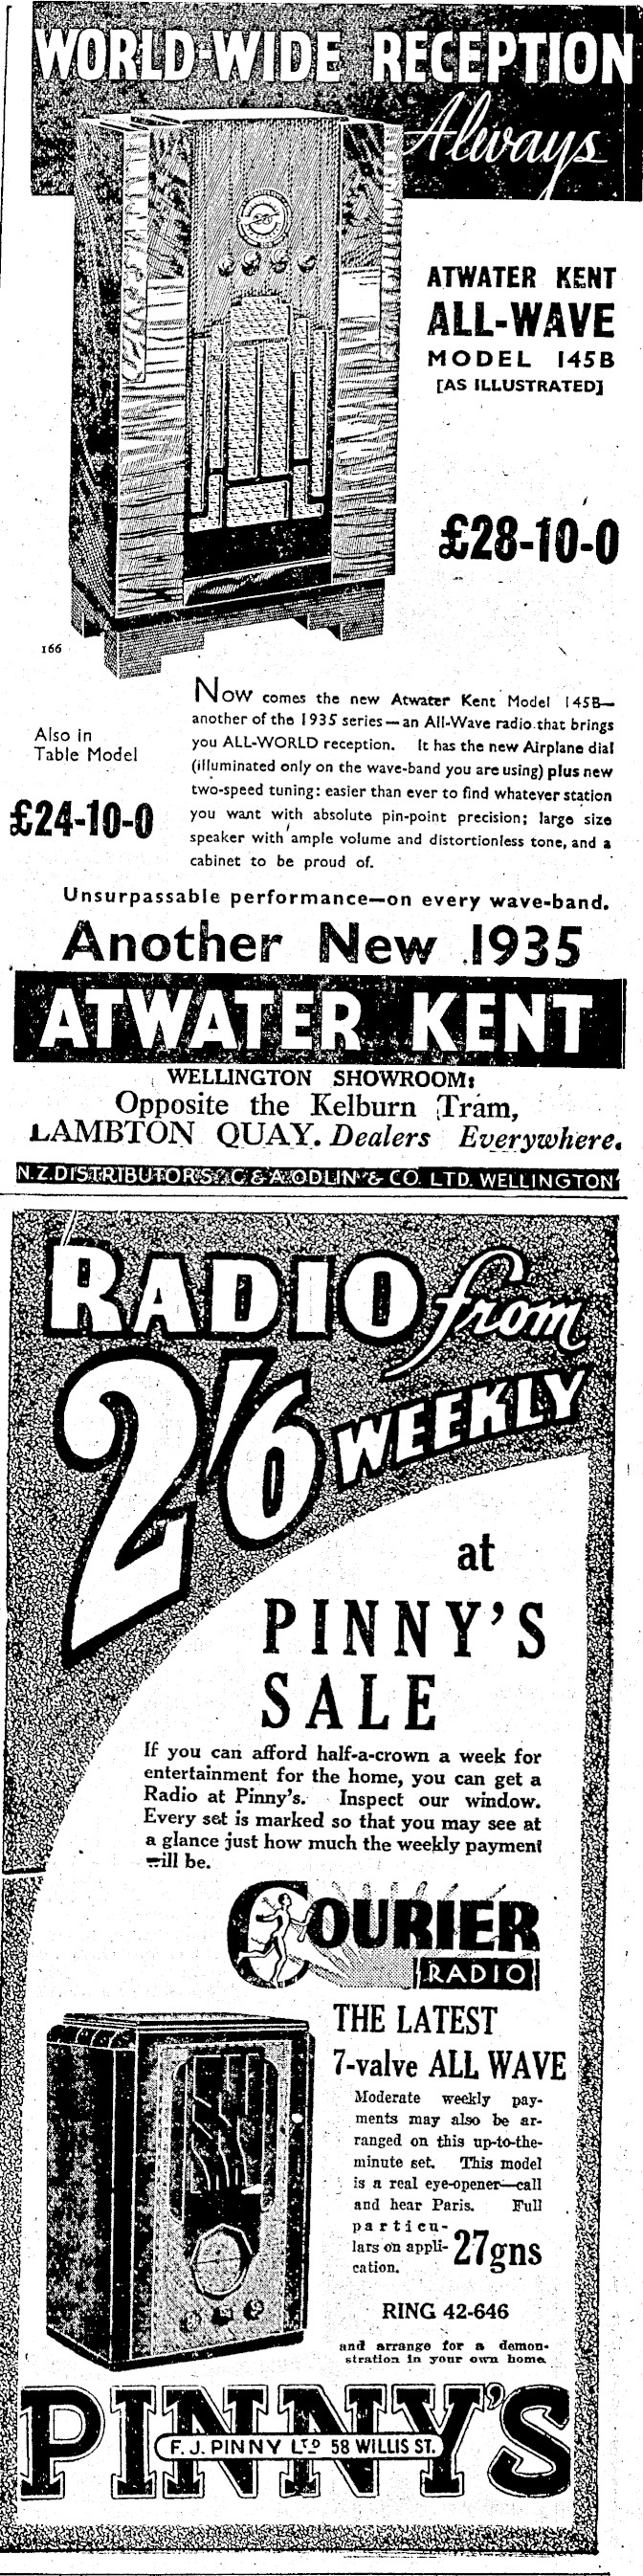 WORLD-WIDE RECEPTION
Always
ATWATER KENT
ALL-WAVE
MODEL 145B
[AS ILLUSTRATED]
£28-10-0
166
Now comes the new Atwater Kent Model 145B—
another of the 1935 series—an All-Wave radio that brings
you ALL-WORLD reception. It has the new Airplane dial
(illuminated only on the wave-band you are using) plus new
two-speed tuning: easier than ever to find whatever station
you want with absolute pin-point precision; large size
speaker with ample volume and distortionless tone, and a
cabinet to be proud of.
Also in
Table Model
£24-10-0
Unsurpassable performance—on every wave-band.
Another New 1935
ATWATER KENT
WELLINGTON SHOWROOM:
Opposite the Kelburn Tram,
LAMBTON QUAY. Dealers Everywhere.
N.Z. DISTRIBUTORS: C & A ODLIN & CO. LTD. WELLINGTON
RADIO from
2'6 WEEKLY
at
PINNY'S
SALE
If you can afford half-a-crown a week for
entertainment for the home, you can get a
Radio at Pinny's. Inspect our window.
Every set is marked so that you may see at
a glance just how much the weekly payment
will be.
COURIER
RADIO
THE LATEST
7-valve ALL WAVE
Moderate weekly pay-
ments may also be ar-
ranged on this up-to-the-
minute set. This model
is a real eye-opener—call
and hear Paris. Full
particu-
lars on appli-
cation.
27gns
RING 42-646
and arrange for a demon-
stration in your own home.
PINNY'S
F. J. PINNY LTD 58 WILLIS ST.